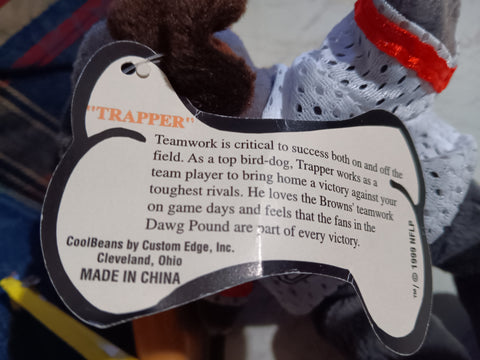 "TRAPPER"
Teamwork is critical to success both on and off the
field. As a top bird-dog, Trapper works as a
team player to bring home a victory against your
toughest rivals. He loves the Browns' teamwork
on game days and feels that the fans in the
Dawg Pound are part of every victory.
CoolBeans by Custom Edge, Inc.
Cleveland, Ohio
MADE IN CHINA
™/© 1999 NFLP